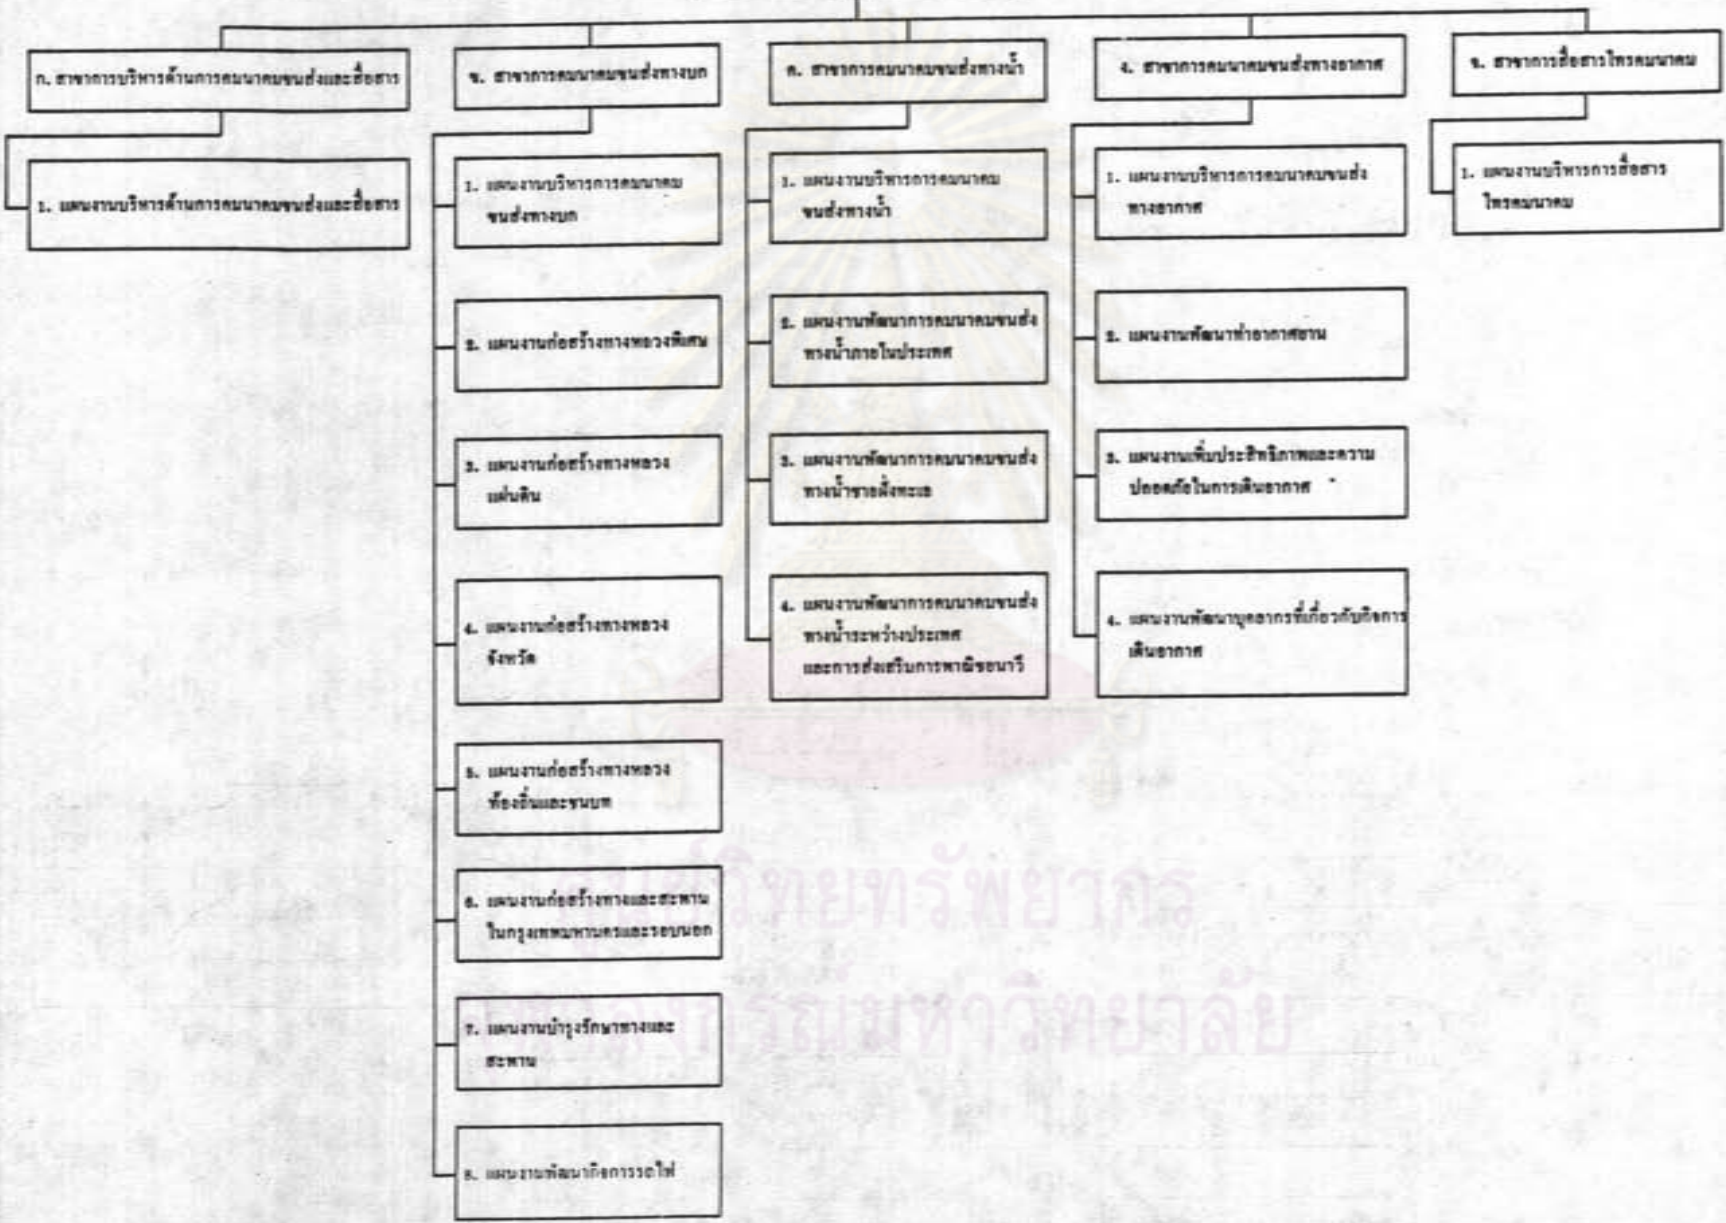 ก. สาขาการบริหารด้านการคมนาคมขนส่งและสื่อสาร
1. แผนงานบริหารด้านการคมนาคมขนส่งและสื่อสาร
ข. สาขาการคมนาคมขนส่งทางบก
1. แผนงานบริหารการคมนาคม
ขนส่งทางบก
2. แผนงานก่อสร้างทางหลวงพิเศษ
3. แผนงานก่อสร้างทางหลวง
แผ่นดิน
4. แผนงานก่อสร้างทางหลวง
จังหวัด
5. แผนงานก่อสร้างทางหลวง
ท้องถิ่นและชนบท
6. แผนงานก่อสร้างทางและสะพาน
ในกรุงเทพมหานครและรอบนอก
7. แผนงานบำรุงรักษาทางและ
สะพาน
8. แผนงานพัฒนากิจการรถไฟ
ค. สาขาการคมนาคมขนส่งทางน้ำ
1. แผนงานบริหารการคมนาคม
ขนส่งทางน้ำ
2. แผนงานพัฒนาการคมนาคมขนส่ง
ทางน้ำภายในประเทศ
3. แผนงานพัฒนาการคมนาคมขนส่ง
ทางน้ำชายฝั่งทะเล
4. แผนงานพัฒนาการคมนาคมขนส่ง
ทางน้ำระหว่างประเทศ
และการส่งเสริมการพาณิชยนาวี
ง. สาขาการคมนาคมขนส่งทางอากาศ
1. แผนงานบริหารการคมนาคมขนส่ง
ทางอากาศ
2. แผนงานพัฒนาท่าอากาศยาน
3. แผนงานเพิ่มประสิทธิภาพและความ
ปลอดภัยในการเดินอากาศ
4. แผนงานพัฒนาบุคลากรที่เกี่ยวกับกิจการ
เดินอากาศ
จ. สาขาการสื่อสารโทรคมนาคม
1. แผนงานบริหารการสื่อสาร
โทรคมนาคม
ศูนย์วิทยทรัพยากร
จุฬาลงกรณ์มหาวิทยาลัย